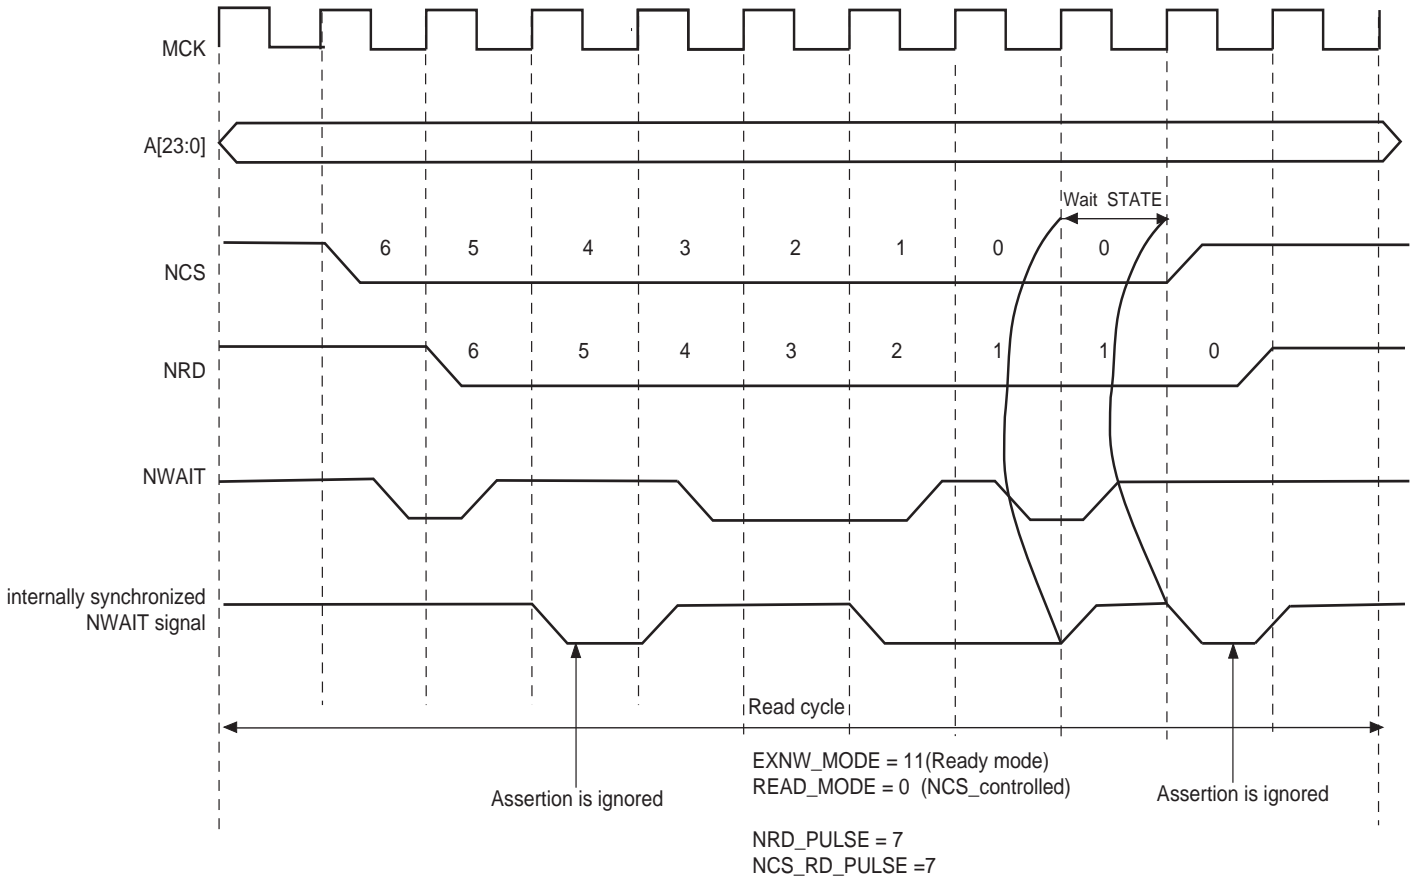 MCK
A[23:0]
Wait STATE
NCS
6 5 4 3 2 1 0 0
NRD
6 5 4 3 2 1 1 0
NWAIT
internally synchronized
NWAIT signal
Read cycle
EXNW_MODE = 11(Ready mode)
READ_MODE = 0 (NCS_controlled)
Assertion is ignored
Assertion is ignored
NRD_PULSE = 7
NCS_RD_PULSE =7